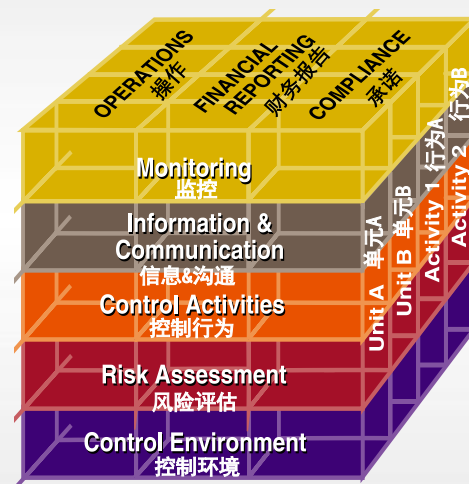 OPERATIONS
操作
FINANCIAL
REPORTING
财务报告
COMPLIANCE
承诺
Monitoring
监控
Information &
Communication
信息&沟通
Control Activities
控制行为
Risk Assessment
风险评估
Control Environment
控制环境
Unit A 单元A
Unit B 单元B
Activity 1 行为A
Activity 2 行为B